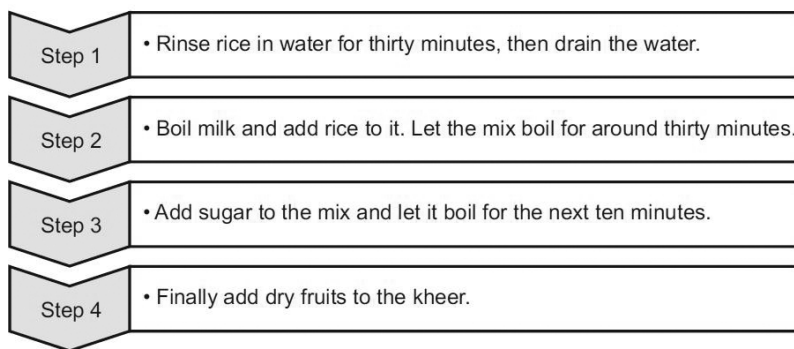 Step 1
• Rinse rice in water for thirty minutes, then drain the water.
Step 2
• Boil milk and add rice to it. Let the mix boil for around thirty minutes.
Step 3
• Add sugar to the mix and let it boil for the next ten minutes.
Step 4
• Finally add dry fruits to the kheer.